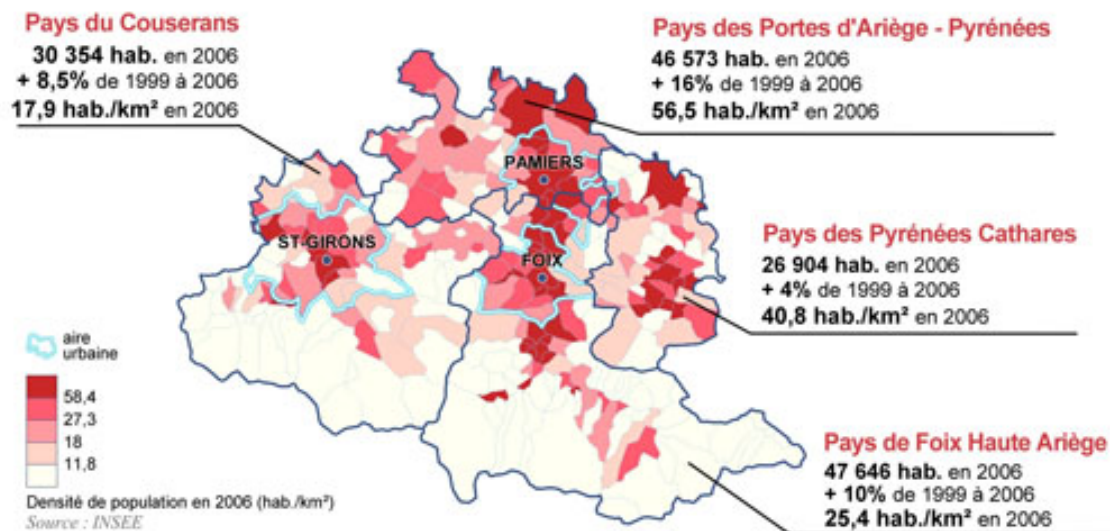 Pays du Couserans
30 354 hab. en 2006
+ 8,5% de 1999 à 2006
17,9 hab./km² en 2006
Pays des Portes d'Ariège - Pyrénées
46 573 hab. en 2006
+ 16% de 1999 à 2006
56,5 hab./km² en 2006
PAMIERS
ST-GIRONS
FOIX
Pays des Pyrénées Cathares
26 904 hab. en 2006
+ 4% de 1999 à 2006
40,8 hab./km² en 2006
aire
urbaine
58,4
27,3
18
11,8
Densité de population en 2006 (hab./km²)
Source : INSEE
Pays de Foix Haute Ariège
47 646 hab. en 2006
+ 10% de 1999 à 2006
25,4 hab./km² en 2006